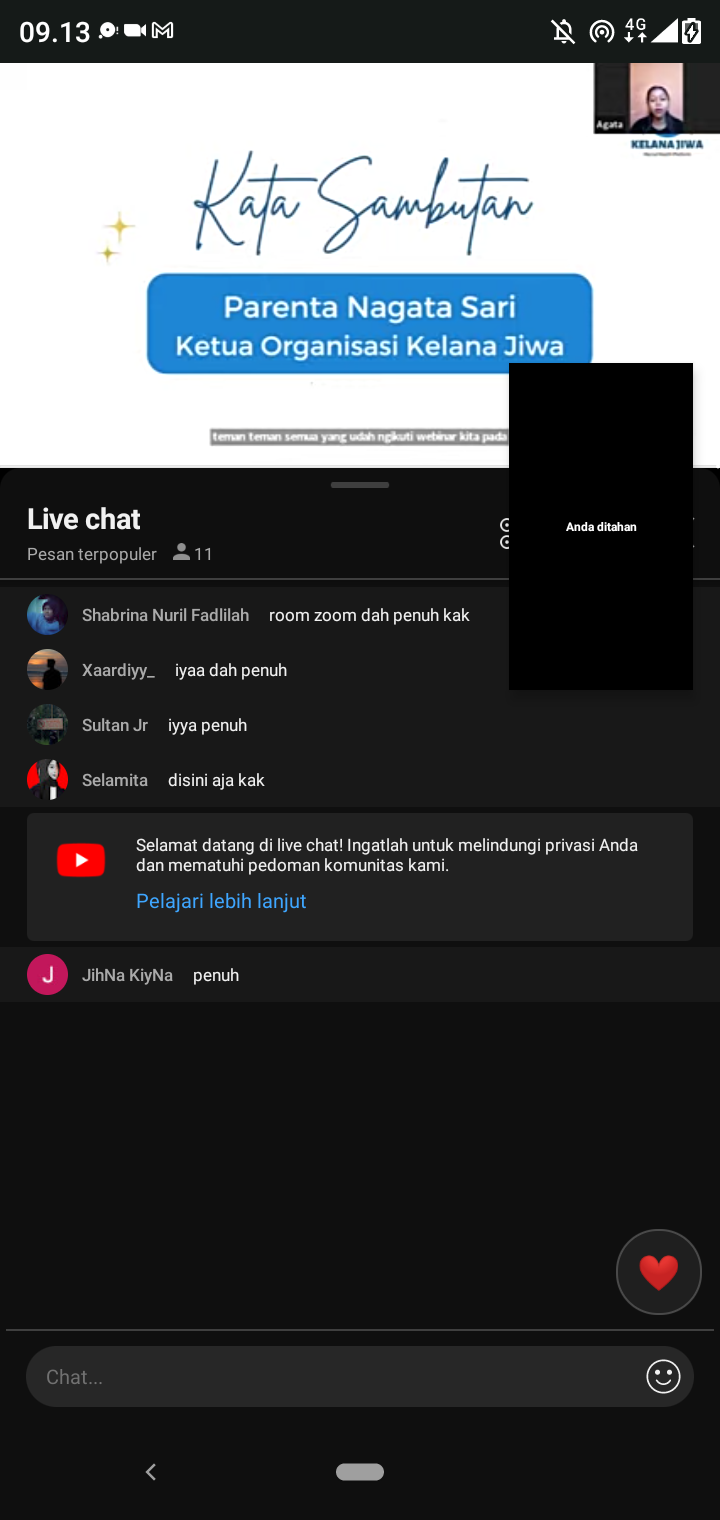 09.13
4G
Agata
KELANA JIWA
Kata Sambutan
Parenta Nagata Sari
Ketua Organisasi Kelana Jiwa
teman teman semua yang udah ngikuti webinar kita pada
Anda ditahan
Live chat
Pesan terpopuler 11
Shabrina Nuril Fadlilah room zoom dah penuh kak
Xaardiyy_ iyaa dah penuh
Sultan Jr iyya penuh
Selamita disini aja kak
Selamat datang di live chat! Ingatlah untuk melindungi privasi Anda
dan mematuhi pedoman komunitas kami.
Pelajari lebih lanjut
J JihNa KiyNa penuh
Chat...